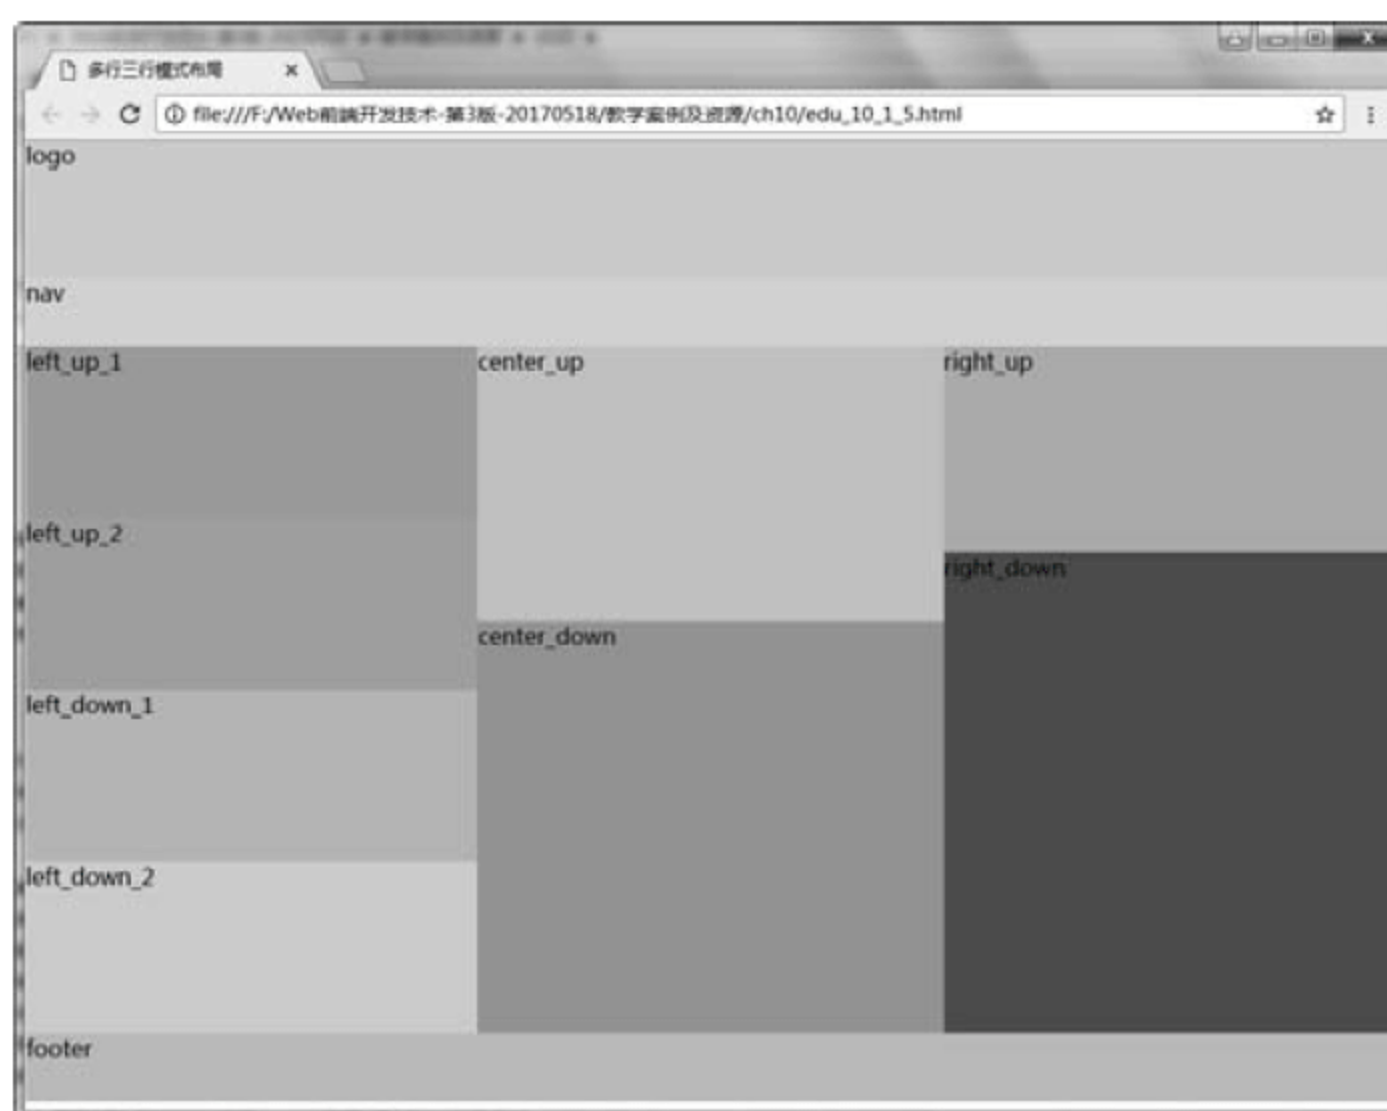 多行三行模式布局
file:///F:/Web前端开发技术-第3版-20170518/教学案例及资源/ch10/edu_10_1_5.html
logo
nav
left_up_1
center_up
right_up
left_up_2
right_down
center_down
left_down_1
left_down_2
footer